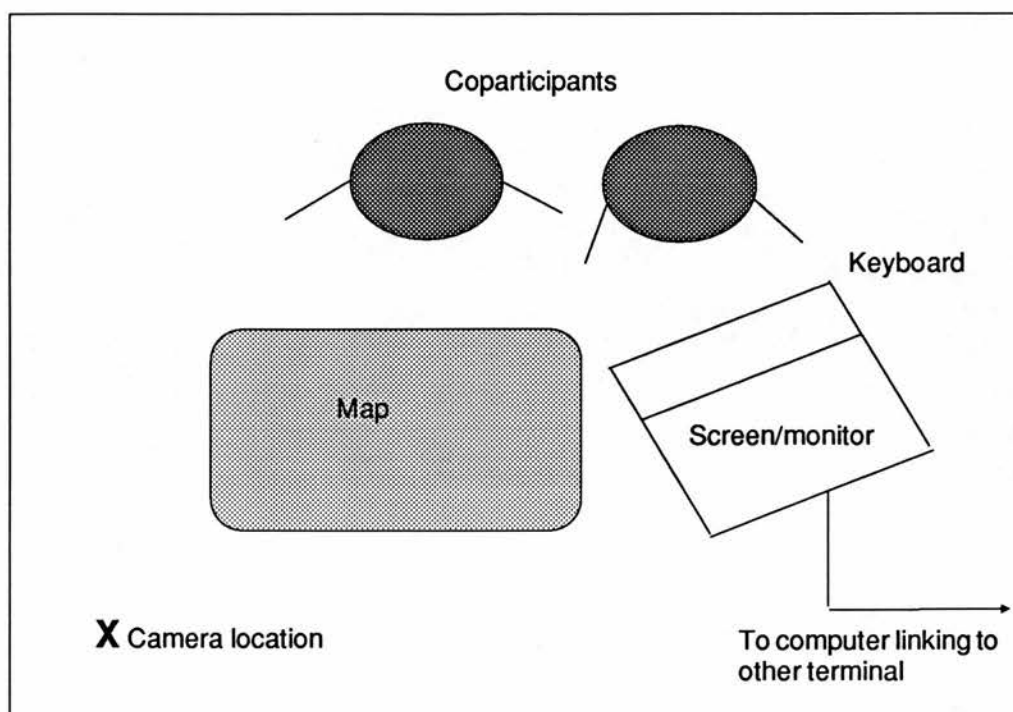 Coparticipants
Keyboard
Map
Screen/monitor
X Camera location
To computer linking to
other terminal